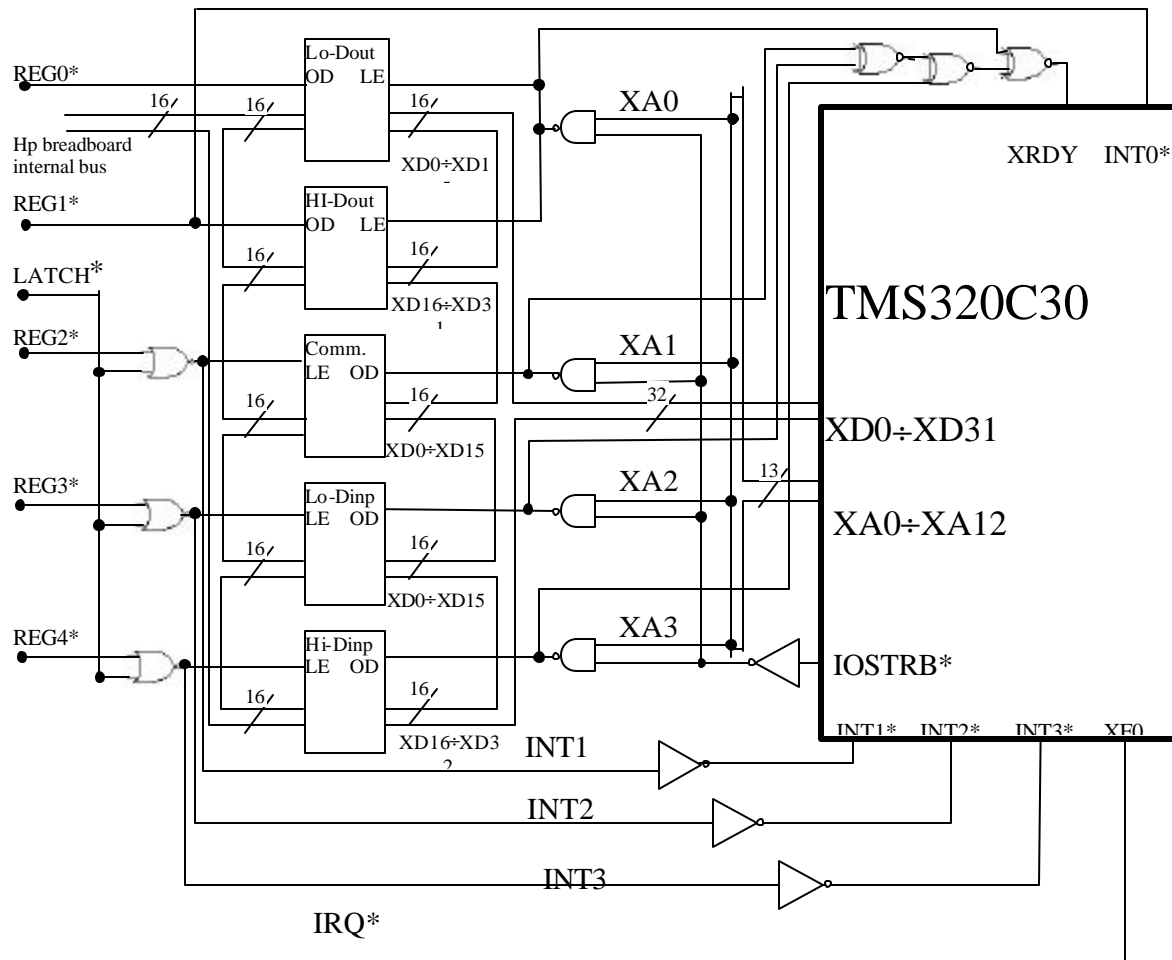 Lo-Dout
OD LE
REG0*
16
16
16
XA0
Hp breadboard
internal bus
XD0÷XD1
XRDY INT0*
REG1*
HI-Dout
OD LE
16
16
LATCH*
XD16÷XD3
TMS320C30
REG2*
Comm.
LE OD
XA1
16
16
32
XD0÷XD15
XD0÷XD31
REG3*
Lo-Dinp
LE OD
XA2
13
XA0÷XA12
16
16
XD0÷XD15
REG4*
Hi-Dinp
LE OD
XA3
IOSTRB*
16
16
XD16÷XD3
INT1
INT1* INT2* INT3* XF0
INT2
INT3
IRQ*